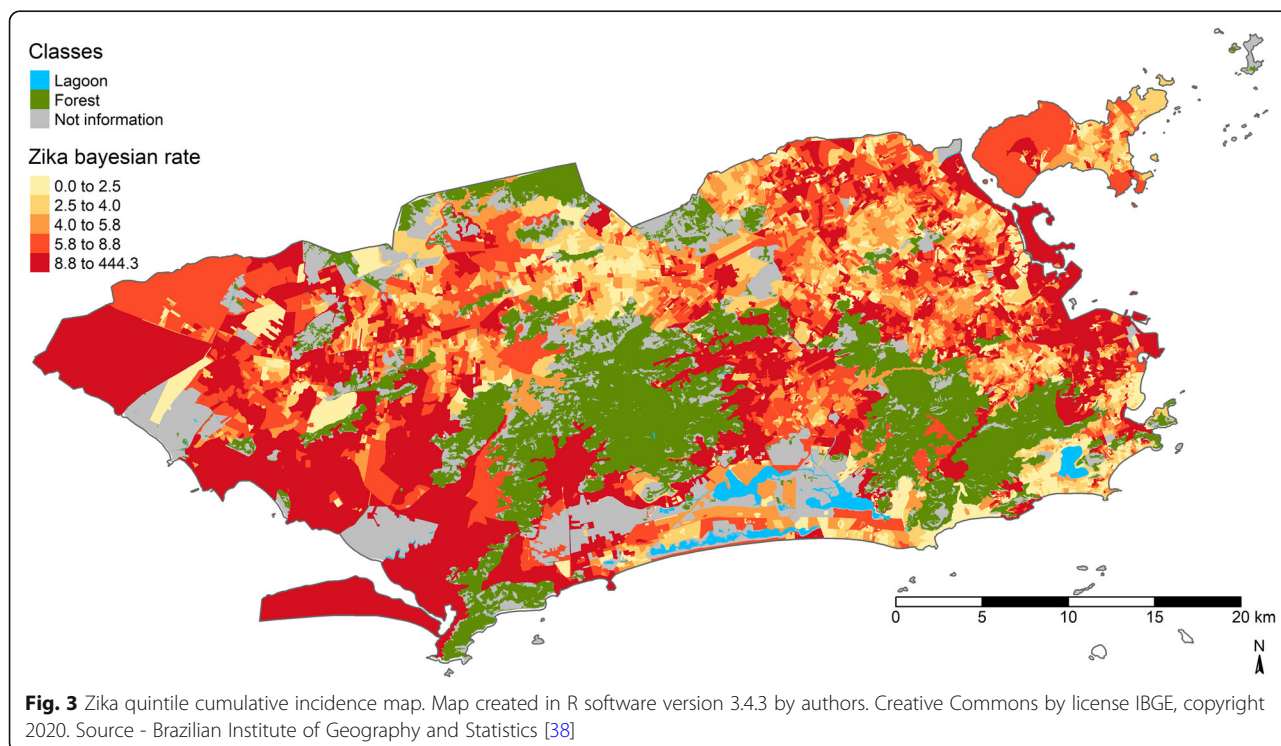 Classes
Lagoon
Forest
Not information
Zika bayesian rate
0.0 to 2.5
2.5 to 4.0
4.0 to 5.8
5.8 to 8.8
8.8 to 444.3
0 5 10 15 20 km
N
Fig. 3 Zika quintile cumulative incidence map. Map created in R software version 3.4.3 by authors. Creative Commons by license IBGE, copyright
2020. Source - Brazilian Institute of Geography and Statistics [38]